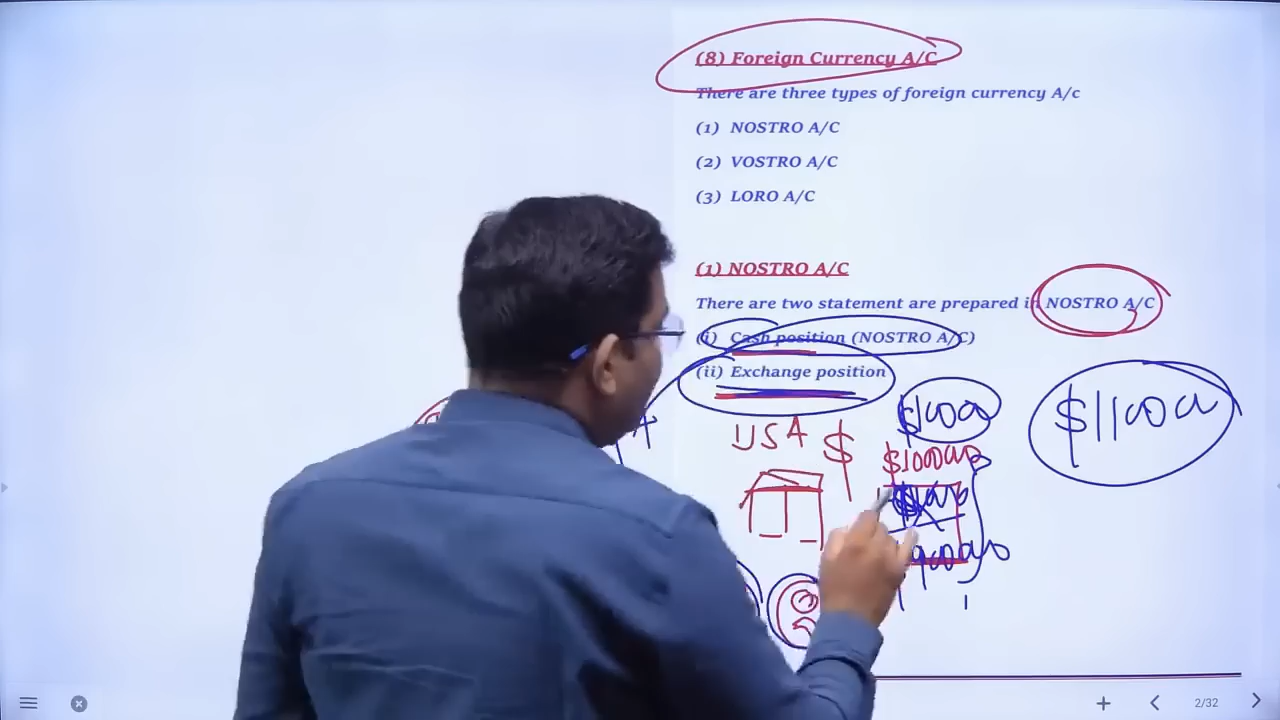 (8) Foreign Currency A/C
There are three types of foreign currency A/c
(1) NOSTRO A/C
(2) VOSTRO A/C
(3) LORO A/C
(1) NOSTRO A/C
There are two statement are prepared in NOSTRO A/C
(i) Cash position (NOSTRO A/C)
(ii) Exchange position
USA $
2/32